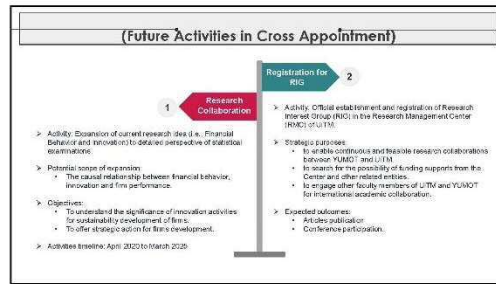 (Future Activities in Cross Appointment)
1
Research
Collaboration
Registration for
RIG
2
➢ Activity: Expansion of current research idea (i.e., Financial
Behavior and Innovation) to detailed perspective of statistical
examinations.
➢ Potential scope of expansion:
• The causal relationship between financial behavior,
innovation and firm performance.
➢ Objectives:
• To understand the significance of innovation activities
for sustainability development of firms.
• To offer strategic action for firms development.
➢ Activities timeline: April 2020 to March 2025
➢ Activity: Official establishment and registration of Research
Interest Group (RIG) in the Research Management Center
(RMC) of UiTM.
➢ Strategic purposes:
• to enable continuous and feasible research collaborations
between YUMOT and UiTM.
• to search for the possibility of funding supports from the
Center and other related entities.
• to engage other faculty members of UiTM and YUMOT for
international academic collaboration.
➢ Expected outcomes:
• Articles publication
• Conference participation.